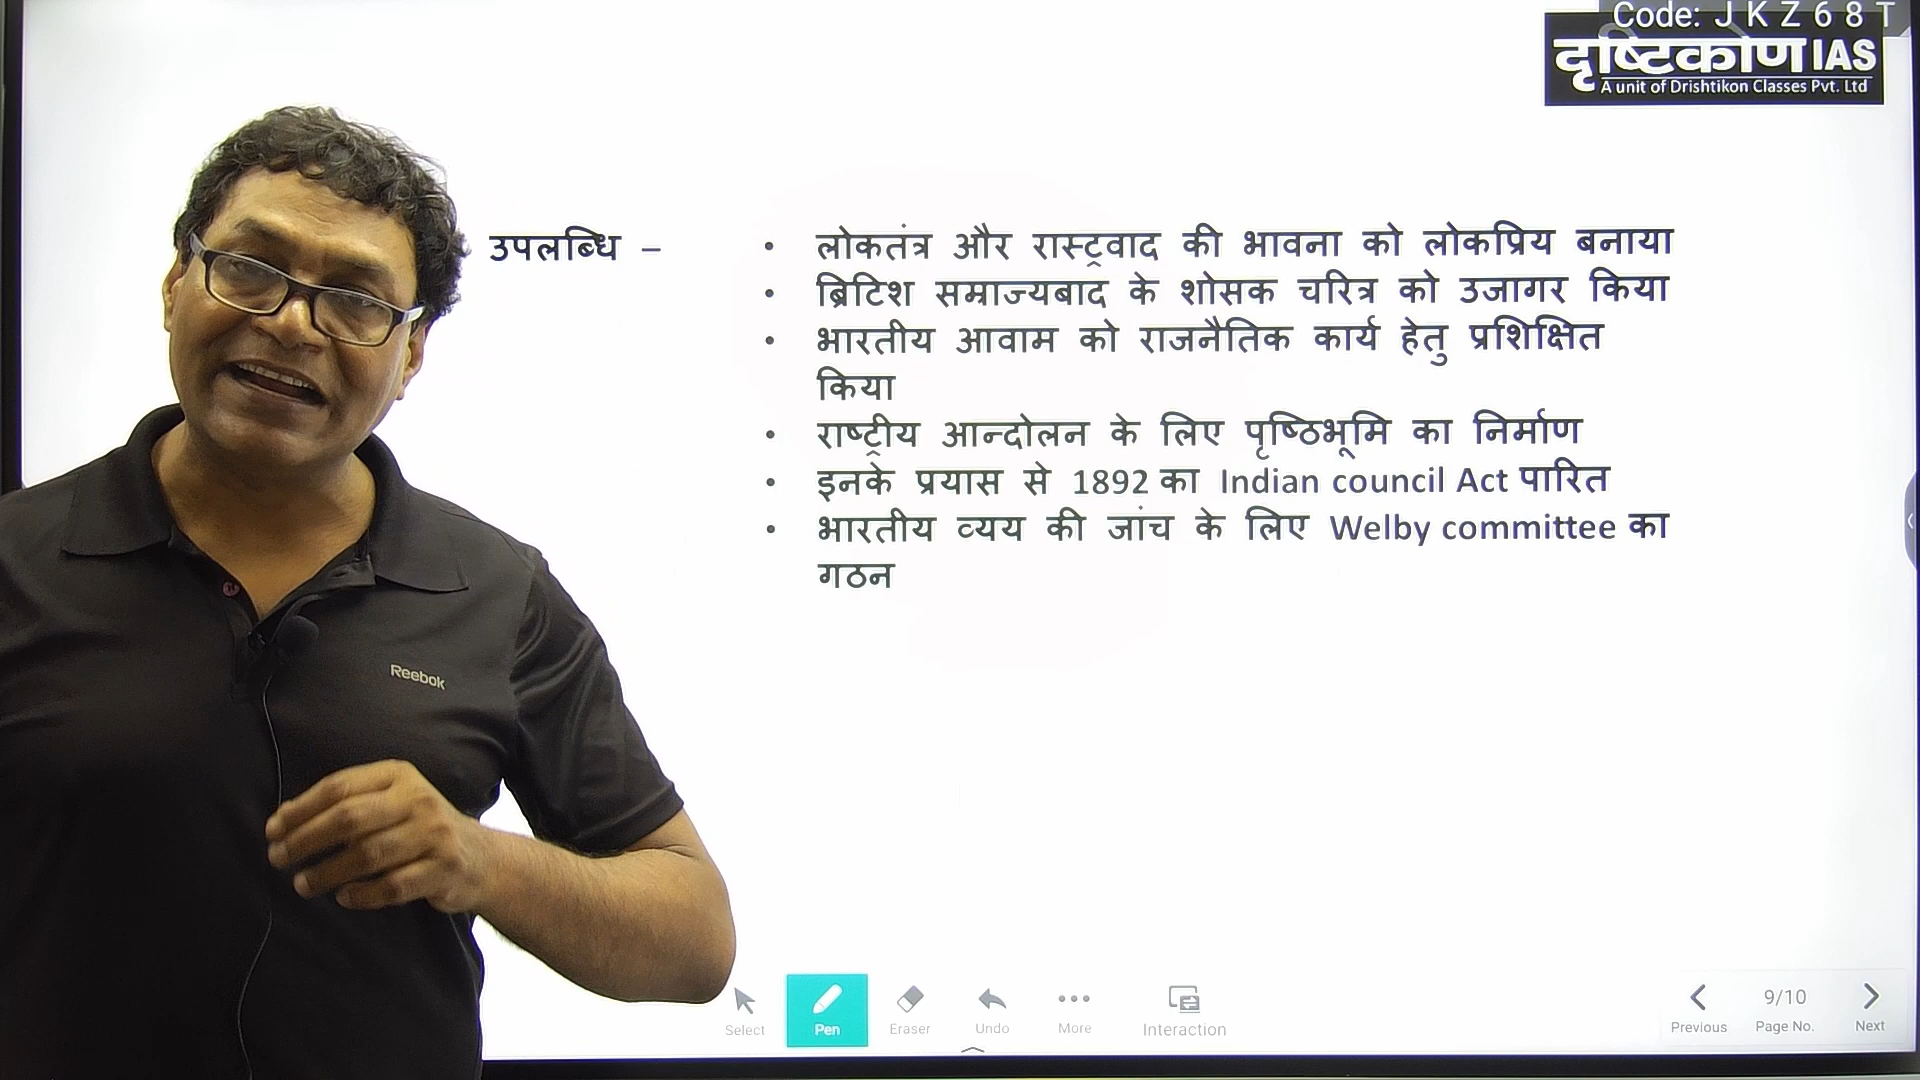 Code: J K Z 6 8 T
दृष्टिकोण IAS
A unit of Drishtikon Classes Pvt. Ltd
उपलब्धि –
• लोकतंत्र और रास्ट्रवाद की भावना को लोकप्रिय बनाया
• ब्रिटिश सम्राज्यबाद के शोसक चरित्र को उजागर किया
• भारतीय आवाम को राजनैतिक कार्य हेतु प्रशिक्षित
किया
• राष्ट्रीय आन्दोलन के लिए पृष्ठिभूमि का निर्माण
• इनके प्रयास से 1892 का Indian council Act पारित
• भारतीय व्यय की जांच के लिए Welby committee का
गठन
Reebok
Select
Pen
Eraser
Undo
More
Interaction
9/10
Previous
Page No.
Next